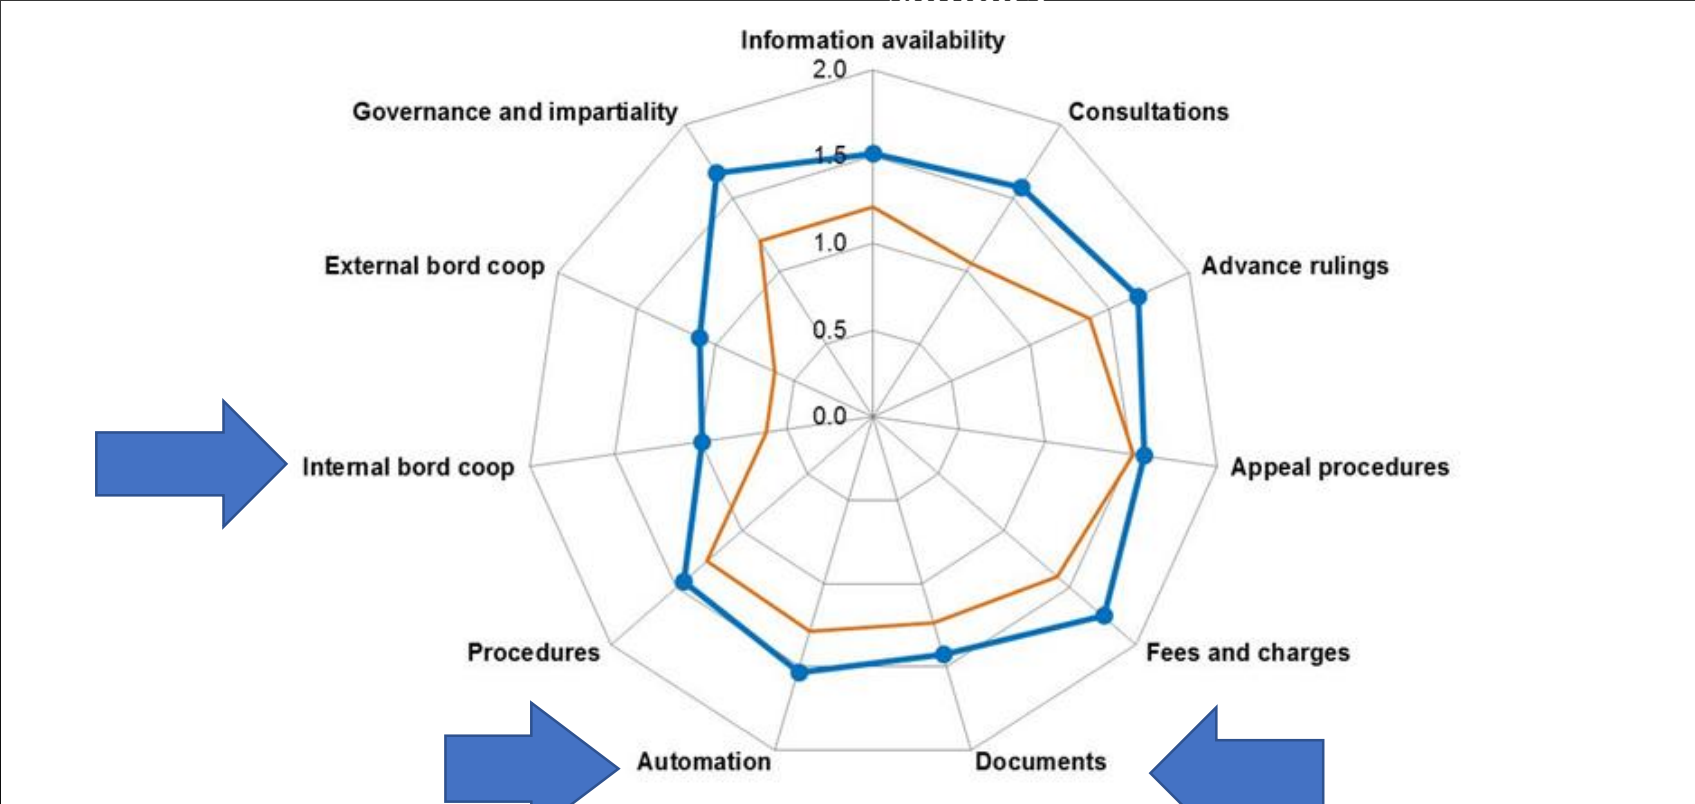 Information availability
2.0
Governance and impartiality
Consultations
1.5
1.0
External bord coop
Advance rulings
0.5
0.0
Internal bord coop
Appeal procedures
Procedures
Fees and charges
Automation
Documents